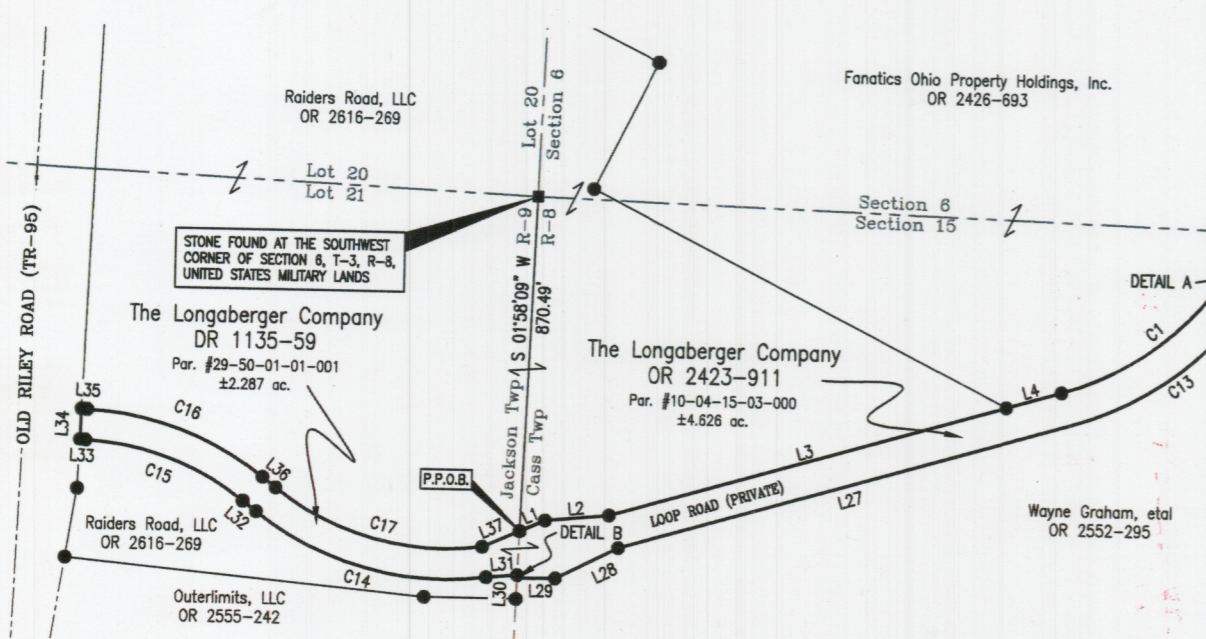 Raiders Road, LLC
OR 2616-269
Lot 20
Section 6
Fanatics Ohio Property Holdings, Inc.
OR 2426-693
Lot 20
Lot 21
Section 6
Section 15
STONE FOUND AT THE SOUTHWEST
CORNER OF SECTION 6, T-3, R-8,
UNITED STATES MILITARY LANDS
R-9
R-8
S 01°58'09" W
870.49'
Jackson Twp
Cass Twp
OLD RILEY ROAD (TR-95)
The Longaberger Company
DR 1135-59
Par. #29-50-01-01-001
±2.287 ac.
The Longaberger Company
OR 2423-911
Par. #10-04-15-03-000
±4.626 ac.
DETAIL A
C1
C13
L4
L3
L27
LOOP ROAD (PRIVATE)
L35
L34
L33
C16
C15
L36
L32
C17
C14
P.P.O.B.
L37
L1
L2
DETAIL B
L31
L30
L29
L28
Raiders Road, LLC
OR 2616-269
Outerlimits, LLC
OR 2555-242
Wayne Graham, etal
OR 2552-295